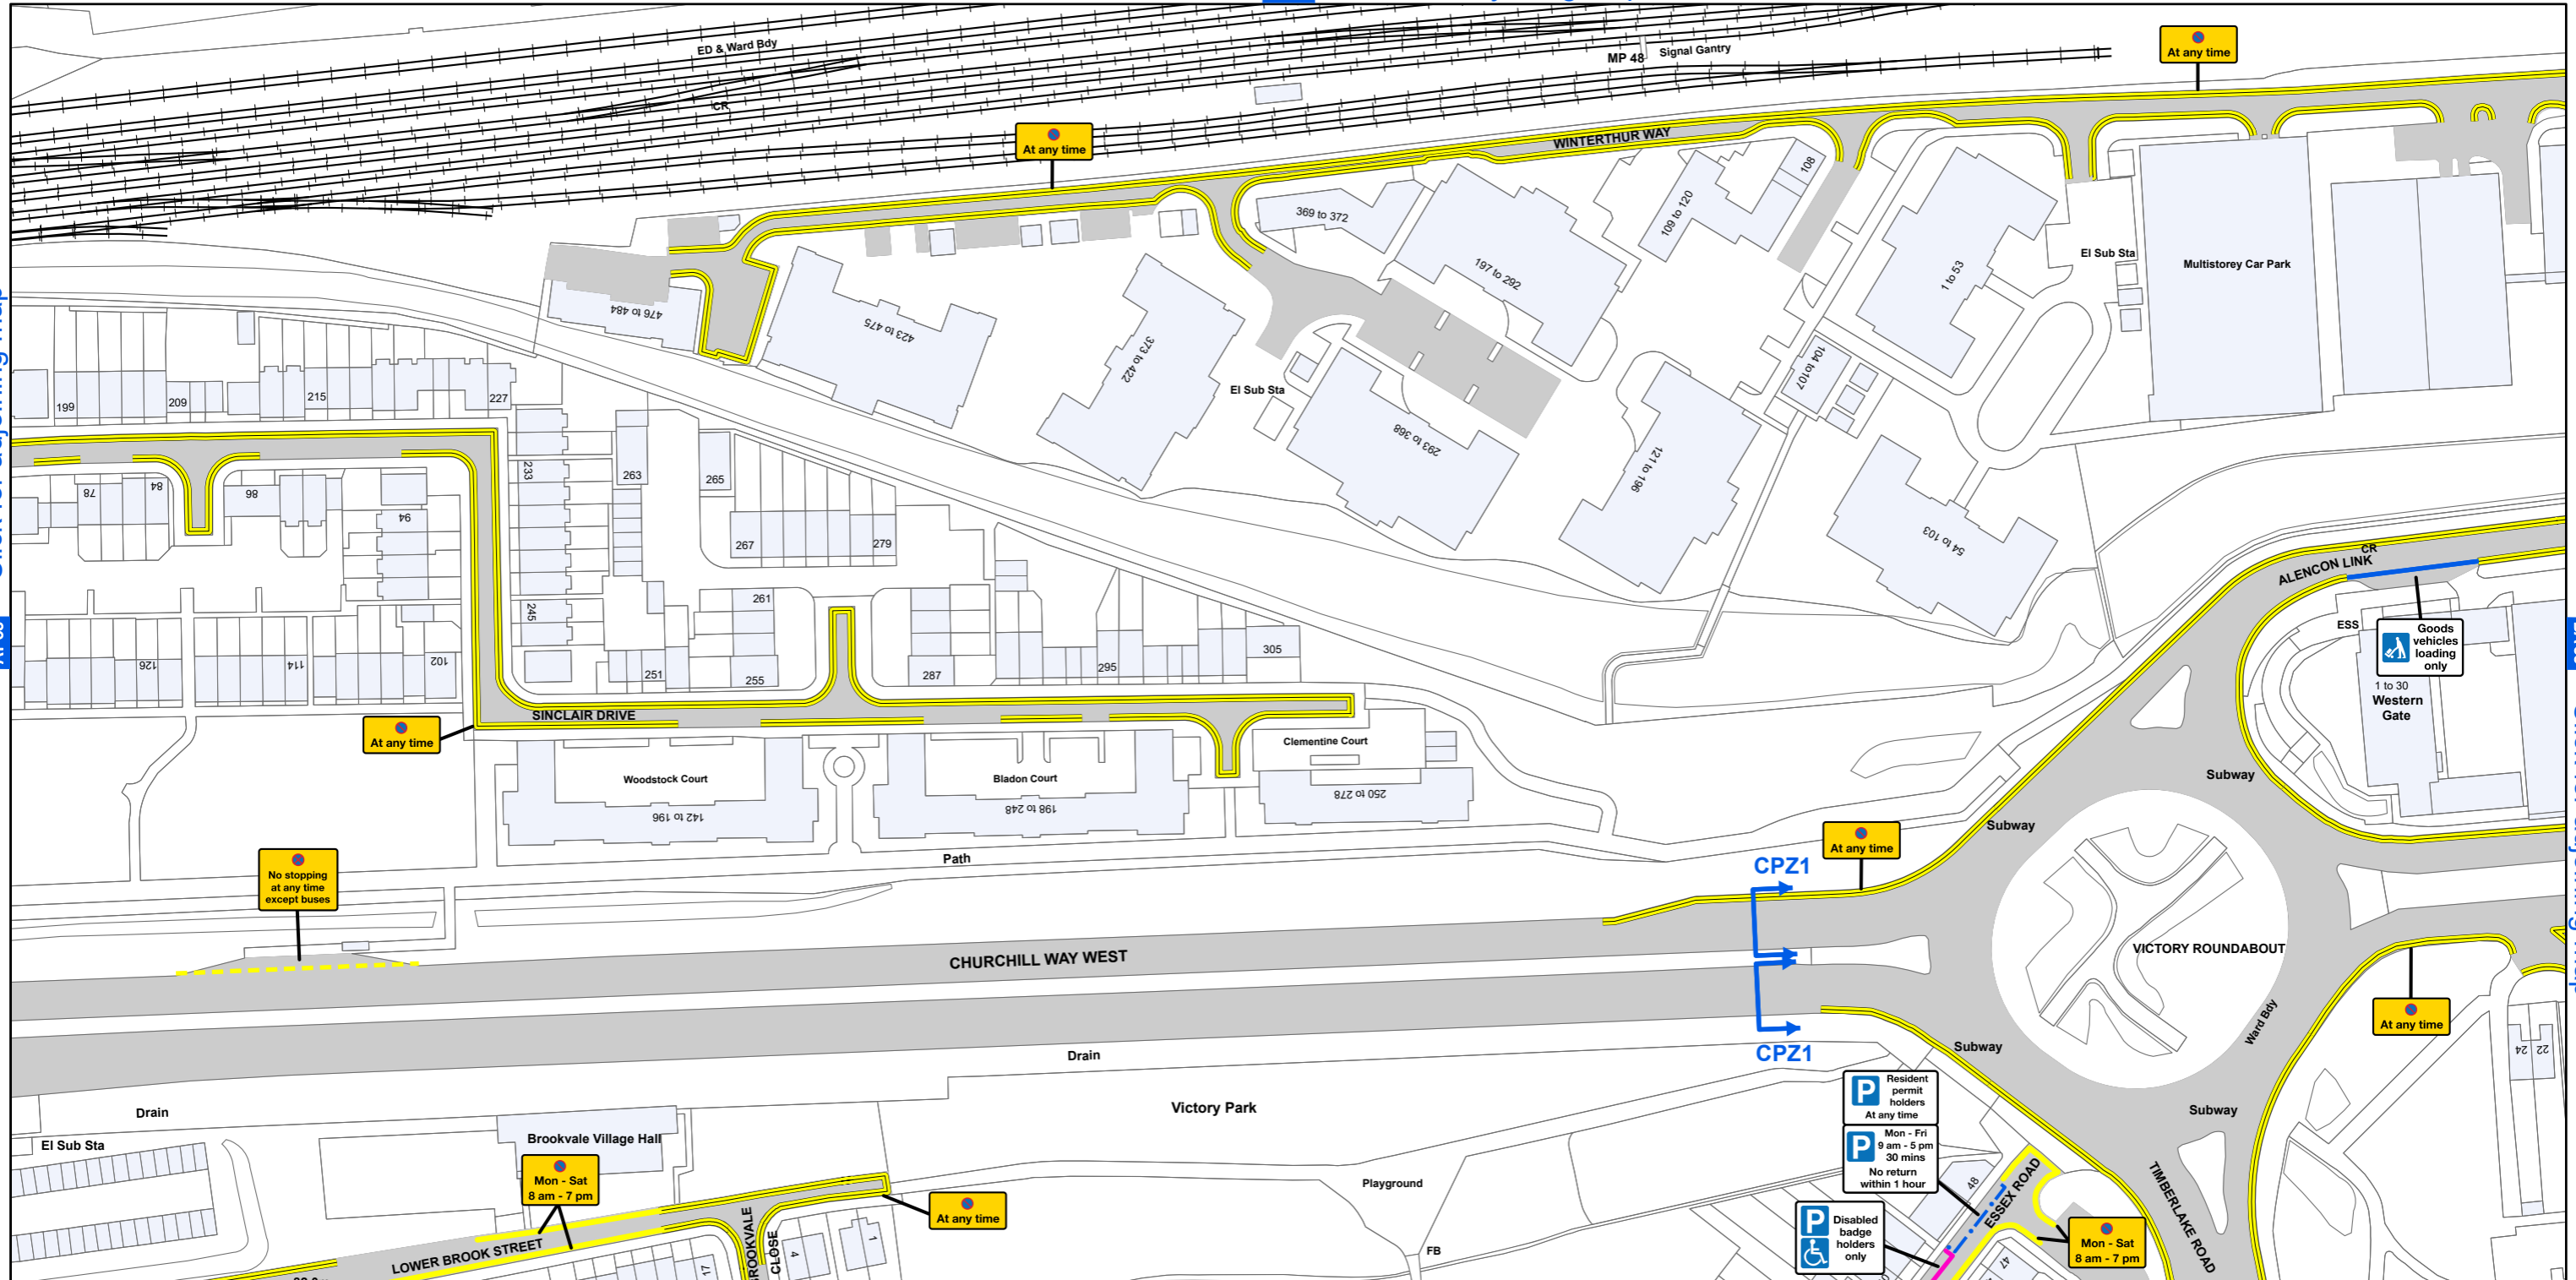 ED & Ward Bdy
CR
MP 48
Signal Gantry
At any time
At any time
WINTERTHUR WAY
108
109 to 120
369 to 372
197 to 292
1 to 53
El Sub Sta
Multistorey Car Park
476 to 484
423 to 475
373 to 422
El Sub Sta
293 to 368
104 to 107
121 to 196
54 to 103
199
209
215
227
233
263
265
78
84
86
94
267
279
245
261
126
114
102
251
255
287
295
305
SINCLAIR DRIVE
At any time
Woodstock Court
Bladon Court
Clementine Court
142 to 196
198 to 248
250 to 278
CR
ALENCON LINK
ESS
Goods
vehicles
loading
only
1 to 30
Western
Gate
Subway
Subway
Path
No stopping
at any time
except buses
CPZ1
At any time
CHURCHILL WAY WEST
VICTORY ROUNDABOUT
At any time
Ward Bdy
24
22
CPZ1
Drain
Subway
Subway
Drain
Victory Park
El Sub Sta
Brookvale Village Hall
Mon - Sat
8 am - 7 pm
At any time
LOWER BROOK STREET
CLOSE
17
4
1
Playground
FB
Resident
permit
holders
At any time
Mon - Fri
9 am - 5 pm
30 mins
No return
within 1 hour
Disabled
badge
holders
only
48
ESSEX ROAD
47
Mon - Sat
8 am - 7 pm
TIMBERLAKE ROAD